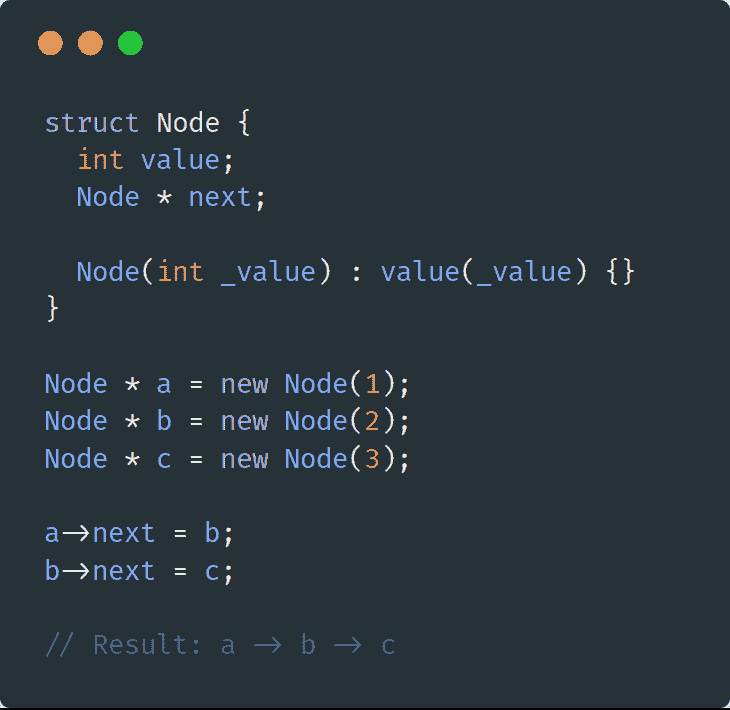 struct Node {
  int value;
  Node * next;

  Node(int _value) : value(_value) {}
}

Node * a = new Node(1);
Node * b = new Node(2);
Node * c = new Node(3);

a->next = b;
b->next = c;

// Result: a -> b -> c